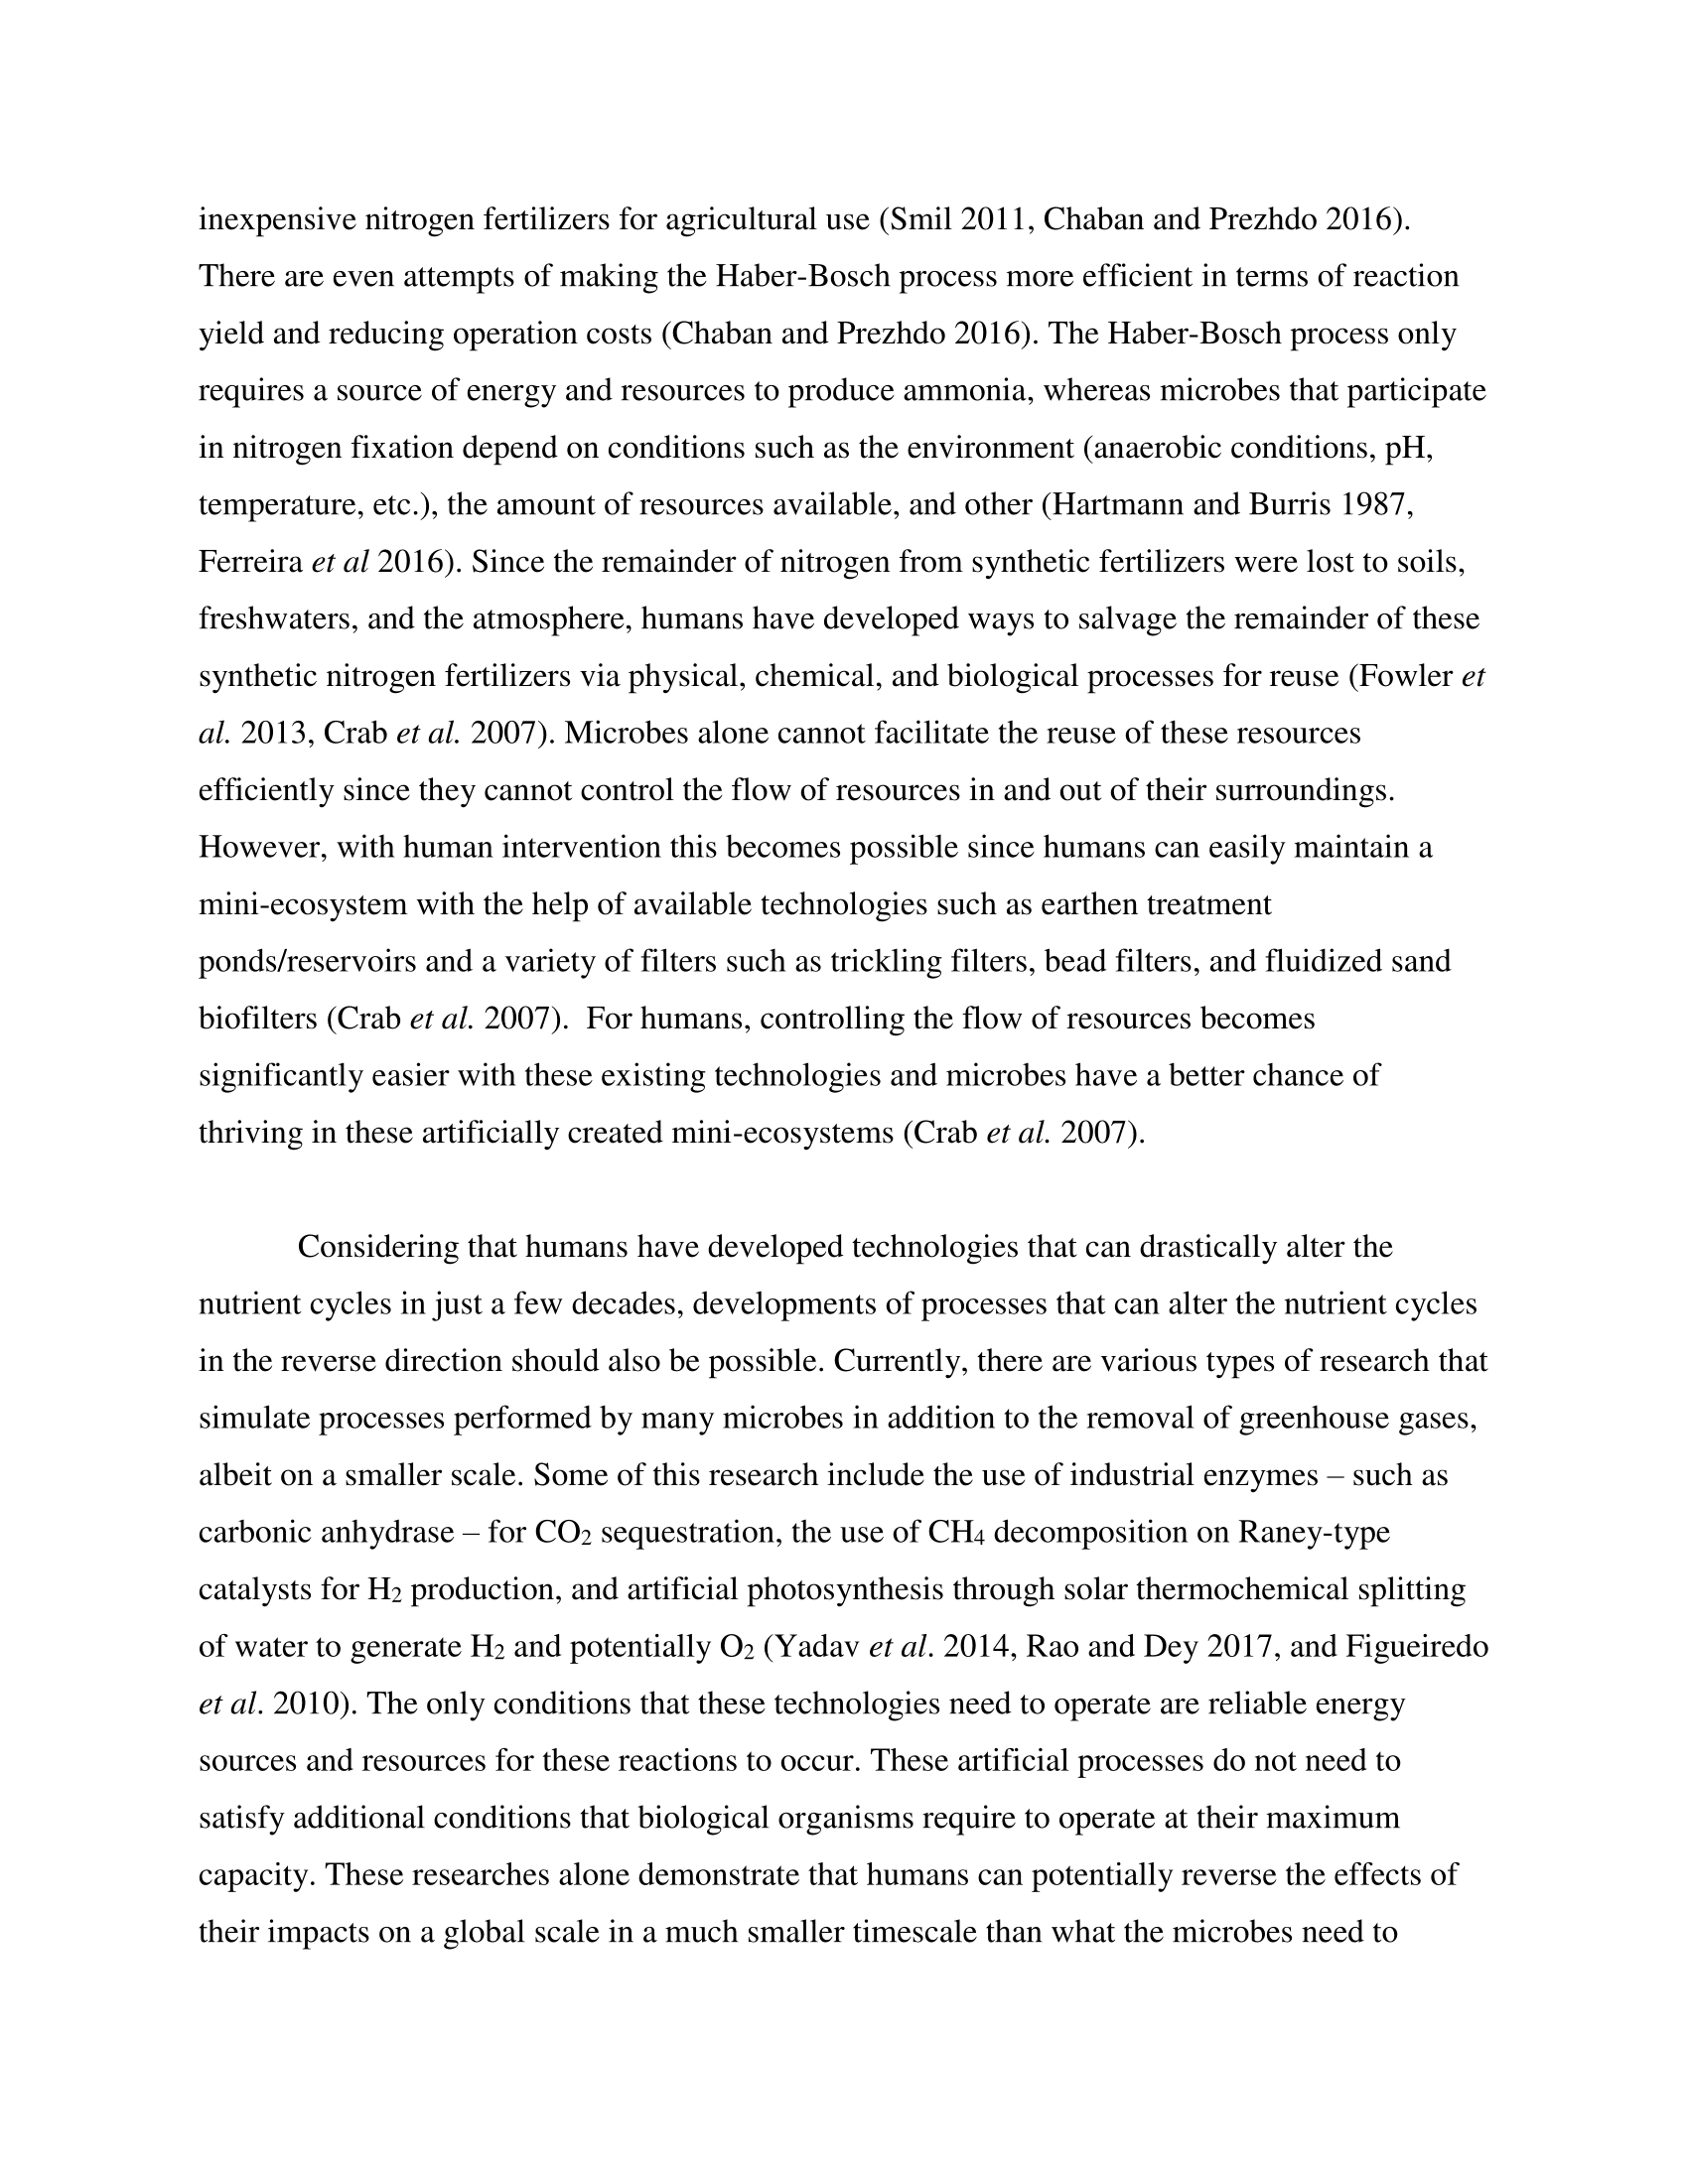 inexpensive nitrogen fertilizers for agricultural use (Smil 2011, Chaban and Prezhdo 2016).
There are even attempts of making the Haber-Bosch process more efficient in terms of reaction
yield and reducing operation costs (Chaban and Prezhdo 2016). The Haber-Bosch process only
requires a source of energy and resources to produce ammonia, whereas microbes that participate
in nitrogen fixation depend on conditions such as the environment (anaerobic conditions, pH,
temperature, etc.), the amount of resources available, and other (Hartmann and Burris 1987,
Ferreira et al 2016). Since the remainder of nitrogen from synthetic fertilizers were lost to soils,
freshwaters, and the atmosphere, humans have developed ways to salvage the remainder of these
synthetic nitrogen fertilizers via physical, chemical, and biological processes for reuse (Fowler et
al. 2013, Crab et al. 2007). Microbes alone cannot facilitate the reuse of these resources
efficiently since they cannot control the flow of resources in and out of their surroundings.
However, with human intervention this becomes possible since humans can easily maintain a
mini-ecosystem with the help of available technologies such as earthen treatment
ponds/reservoirs and a variety of filters such as trickling filters, bead filters, and fluidized sand
biofilters (Crab et al. 2007).  For humans, controlling the flow of resources becomes
significantly easier with these existing technologies and microbes have a better chance of
thriving in these artificially created mini-ecosystems (Crab et al. 2007).
Considering that humans have developed technologies that can drastically alter the
nutrient cycles in just a few decades, developments of processes that can alter the nutrient cycles
in the reverse direction should also be possible. Currently, there are various types of research that
simulate processes performed by many microbes in addition to the removal of greenhouse gases,
albeit on a smaller scale. Some of this research include the use of industrial enzymes – such as
carbonic anhydrase – for CO₂ sequestration, the use of CH₄ decomposition on Raney-type
catalysts for H₂ production, and artificial photosynthesis through solar thermochemical splitting
of water to generate H₂ and potentially O₂ (Yadav et al. 2014, Rao and Dey 2017, and Figueiredo
et al. 2010). The only conditions that these technologies need to operate are reliable energy
sources and resources for these reactions to occur. These artificial processes do not need to
satisfy additional conditions that biological organisms require to operate at their maximum
capacity. These researches alone demonstrate that humans can potentially reverse the effects of
their impacts on a global scale in a much smaller timescale than what the microbes need to